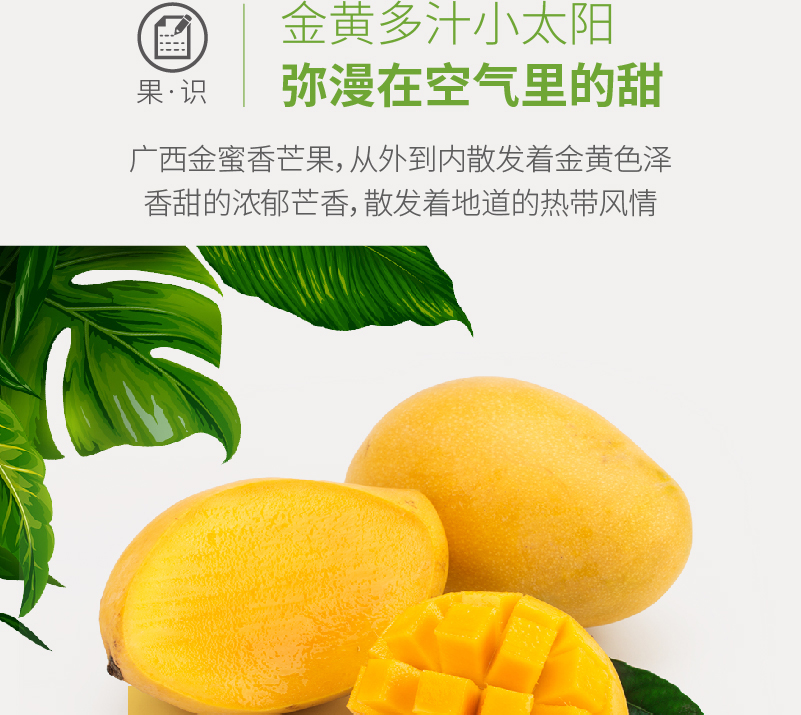 金黄多汁小太阳
弥漫在空气里的甜
果·识
广西金蜜香芒果,从外到内散发着金黄色泽
香甜的浓郁芒香,散发着地道的热带风情